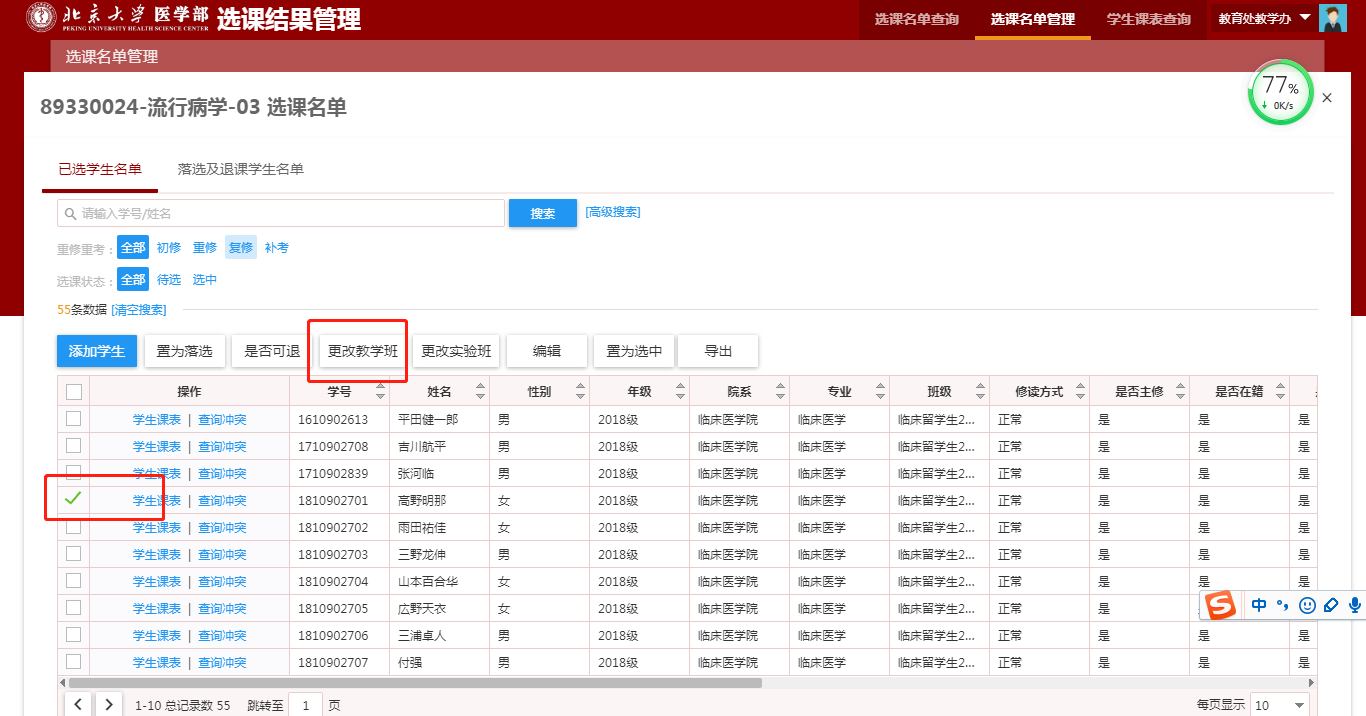 北京大学医学部 选课结果管理 选课名单查询 选课名单管理 学生课表查询 教育处教学办
PEKING UNIVERSITY HEALTH SCIENCE CENTER
选课名单管理
77%
0K/s
89330024-流行病学-03 选课名单
已选学生名单 落选及退课学生名单
请输入学号/姓名 搜索 [高级搜索]
重修重考: 全部 初修 重修 复修 补考
选课状态: 全部 待选 选中
55条数据 [清空搜索]
添加学生 置为落选 是否可退 更改教学班 更改实验班 编辑 置为选中 导出
操作 学号 姓名 性别 年级 院系 专业 班级 修读方式 是否主修 是否在籍
学生课表 | 查询冲突 1610902613 平田健一郎 男 2018级 临床医学院 临床医学 临床留学生2... 正常 是 是 是
学生课表 | 查询冲突 1710902708 吉川航平 男 2018级 临床医学院 临床医学 临床留学生2... 正常 是 是 是
学生课表 | 查询冲突 1710902839 张河临 男 2018级 临床医学院 临床医学 临床留学生2... 正常 是 是 是
学生课表 | 查询冲突 1810902701 高野明那 女 2018级 临床医学院 临床医学 临床留学生2... 正常 是 是 是
学生课表 | 查询冲突 1810902702 雨田祐佳 女 2018级 临床医学院 临床医学 临床留学生2... 正常 是 是 是
学生课表 | 查询冲突 1810902703 三野龙伸 男 2018级 临床医学院 临床医学 临床留学生2... 正常 是 是 是
学生课表 | 查询冲突 1810902704 山本百合华 女 2018级 临床医学院 临床医学 临床留学生2... 正常 是 是 是
学生课表 | 查询冲突 1810902705 広野天衣 女 2018级 临床医学院 临床医学 临床留学生2... 正常 是 中
学生课表 | 查询冲突 1810902706 三浦卓人 男 2018级 临床医学院 临床医学 临床留学生2... 正常 是 是 是
学生课表 | 查询冲突 1810902707 付强 男 2018级 临床医学院 临床医学 临床留学生2... 正常 是 是 是
1-10 总记录数 55 跳转至 1 页 每页显示 10